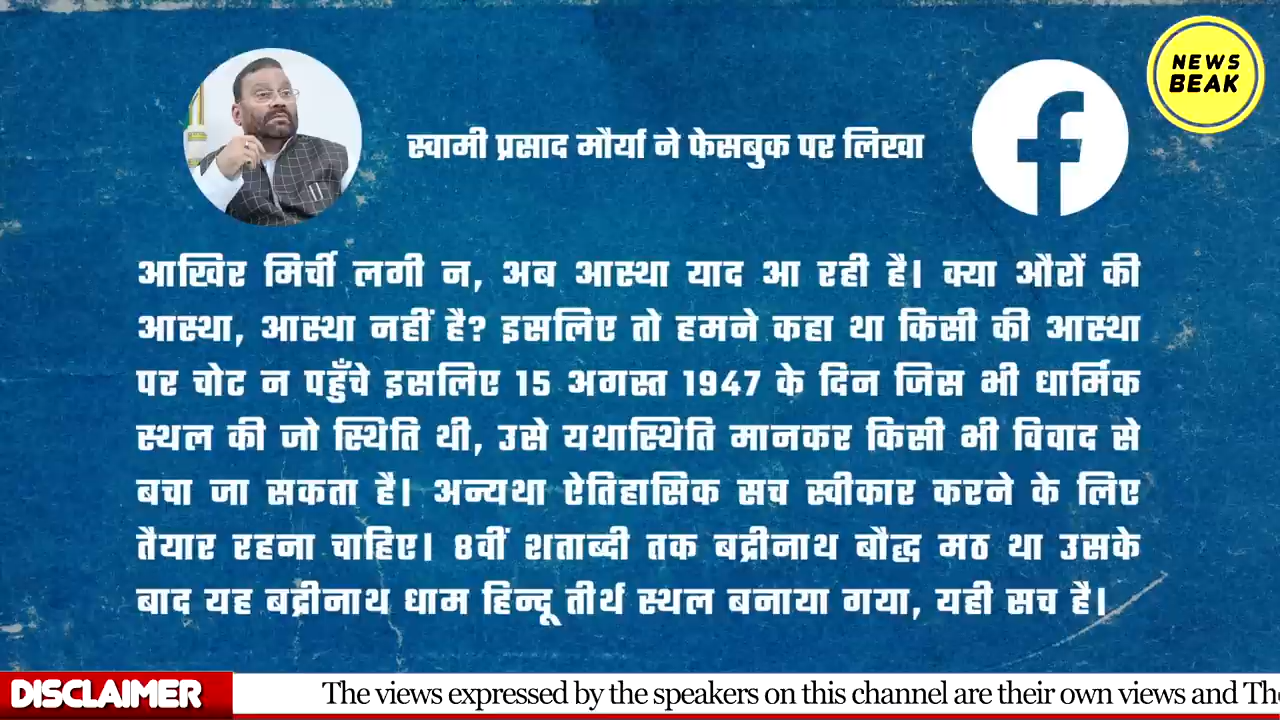 NEWS
BEAK
स्वामी प्रसाद मौर्या ने फेसबुक पर लिखा
आखिर मिर्ची लगी न, अब आस्था याद आ रही है। क्या औरों की
आस्था, आस्था नहीं है? इसलिए तो हमने कहा था किसी की आस्था
पर चोट न पहुँचे इसलिए 15 अगस्त 1947 के दिन जिस भी धार्मिक
स्थल की जो स्थिति थी, उसे यथास्थिति मानकर किसी भी विवाद से
बचा जा सकता है। अन्यथा ऐतिहासिक सच स्वीकार करने के लिए
तैयार रहना चाहिए। 8वीं शताब्दी तक बद्रीनाथ बौद्ध मठ था उसके
बाद यह बद्रीनाथ धाम हिन्दू तीर्थ स्थल बनाया गया, यही सच है।
DISCLAIMER
The views expressed by the speakers on this channel are their own views and